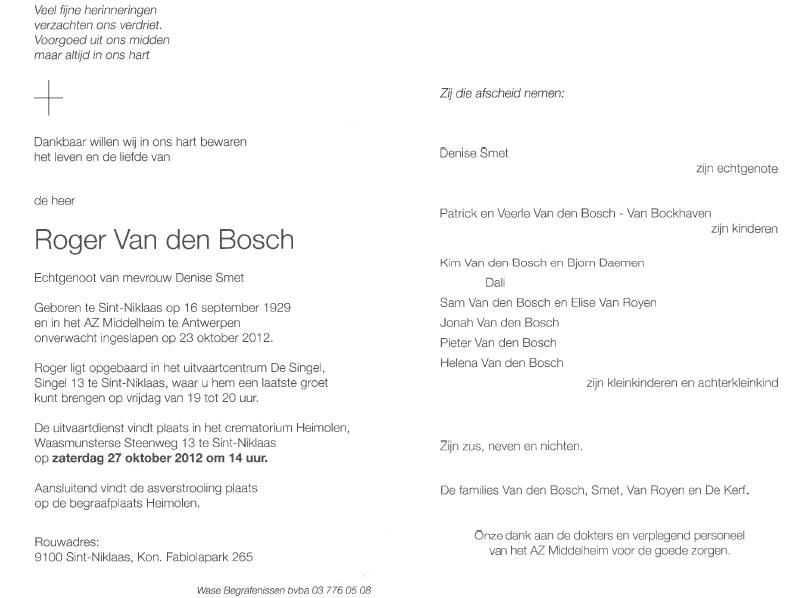 Veel fijne herinneringen
verzachten ons verdriet.
Voorgoed uit ons midden
maar altijd in ons hart
Dankbaar willen wij in ons hart bewaren
het leven en de liefde van
de heer
Roger Van den Bosch
Echtgenoot van mevrouw Denise Smet
Geboren te Sint-Niklaas op 16 september 1929
en in het AZ Middelheim te Antwerpen
onverwacht ingeslapen op 23 oktober 2012.
Roger ligt opgebaard in het uitvaartcentrum De Singel,
Singel 13 te Sint-Niklaas, waar u hem een laatste groet
kunt brengen op vrijdag van 19 tot 20 uur.
De uitvaartdienst vindt plaats in het crematorium Heimolen,
Waasmunsterse Steenweg 13 te Sint-Niklaas
op zaterdag 27 oktober 2012 om 14 uur.
Aansluitend vindt de asverstrooiing plaats
op de begraafplaats Heimolen.
Rouwadres:
9100 Sint-Niklaas, Kon. Fabiolapark 265
Wase Begrafenissen bvba 03 776 05 08
Zij die afscheid nemen:
Denise Smet
zijn echtgenote
Patrick en Veerle Van den Bosch - Van Bockhaven
zijn kinderen
Kim Van den Bosch en Bjorn Daemen
Dali
Sam Van den Bosch en Elise Van Royen
Jonah Van den Bosch
Pieter Van den Bosch
Helena Van den Bosch
zijn kleinkinderen en achterkleinkind
Zijn zus, neven en nichten.
De families Van den Bosch, Smet, Van Royen en De Kerf.
Onze dank aan de dokters en verplegend personeel
van het AZ Middelheim voor de goede zorgen.